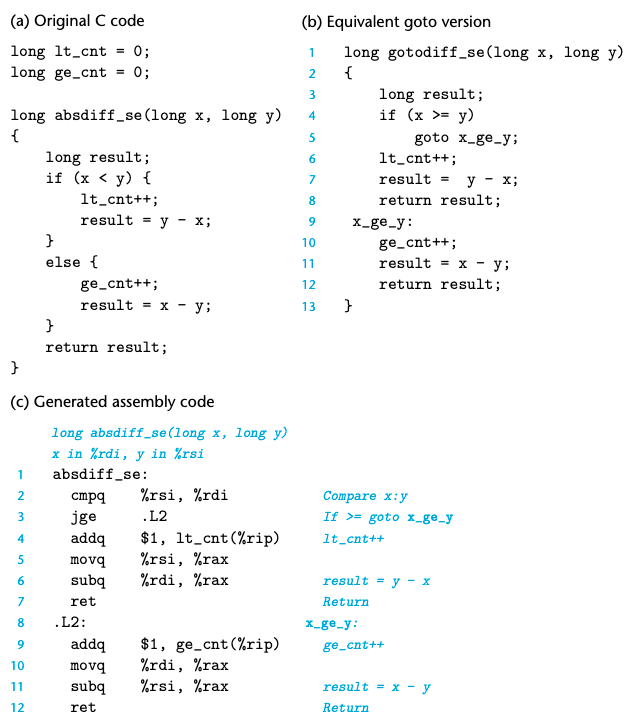 (a) Original C code
long lt_cnt = 0;
long ge_cnt = 0;
long absdiff_se(long x, long y)
{
    long result;
    if (x < y) {
        lt_cnt++;
        result = y - x;
    }
    else {
        ge_cnt++;
        result = x - y;
    }
    return result;
}
(b) Equivalent goto version
1 long gotodiff_se(long x, long y)
2 {
3     long result;
4     if (x >= y)
5         goto x_ge_y;
6     lt_cnt++;
7     result =  y - x;
8     return result;
9  x_ge_y:
10     ge_cnt++;
11     result = x - y;
12     return result;
13 }
(c) Generated assembly code
long absdiff_se(long x, long y)
x in %rdi, y in %rsi
1 absdiff_se:
2   cmpq    %rsi, %rdi    Compare x:y
3   jge     .L2    If >= goto x_ge_y
4   addq    $1, lt_cnt(%rip)    lt_cnt++
5   movq    %rsi, %rax
6   subq    %rdi, %rax    result = y - x
7   ret    Return
8 .L2:    x_ge_y:
9   addq    $1, ge_cnt(%rip)    ge_cnt++
10   movq    %rdi, %rax
11   subq    %rsi, %rax    result = x - y
12   ret    Return